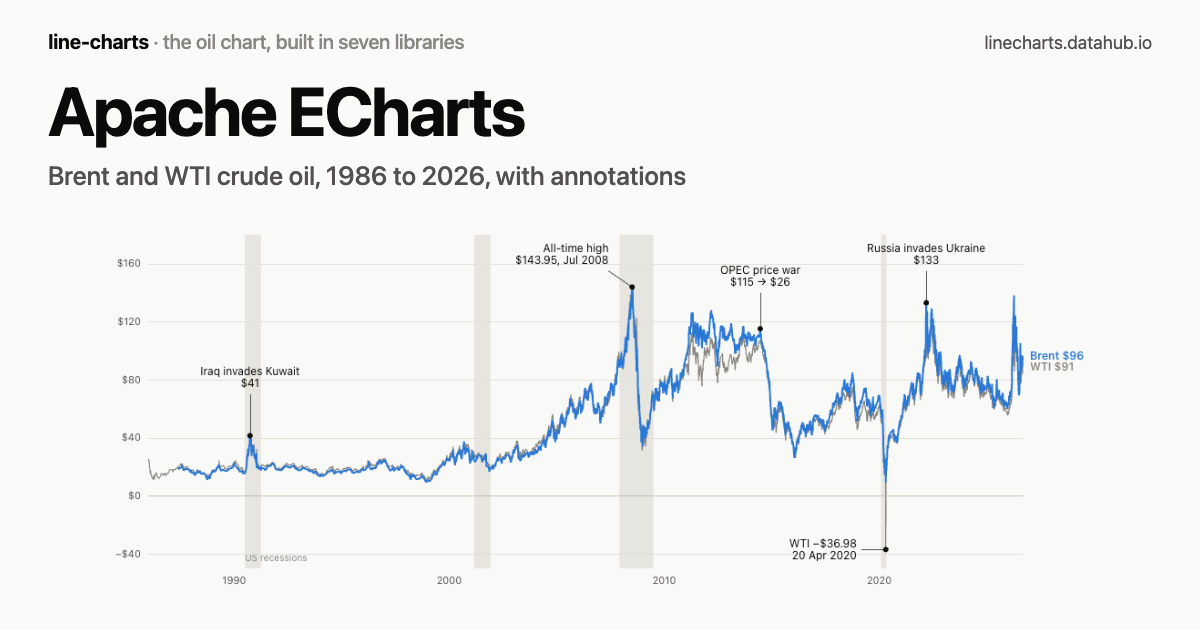 line-charts · the oil chart, built in seven libraries
linecharts.datahub.io
Apache ECharts
Brent and WTI crude oil, 1986 to 2026, with annotations
All-time high
$143.95, Jul 2008
Russia invades Ukraine
$133
OPEC price war
$115 → $26
Iraq invades Kuwait
$41
$160
$120
$80
$40
$0
−$40
Brent $96
WTI $91
WTI −$36.98
20 Apr 2020
US recessions
1990
2000
2010
2020